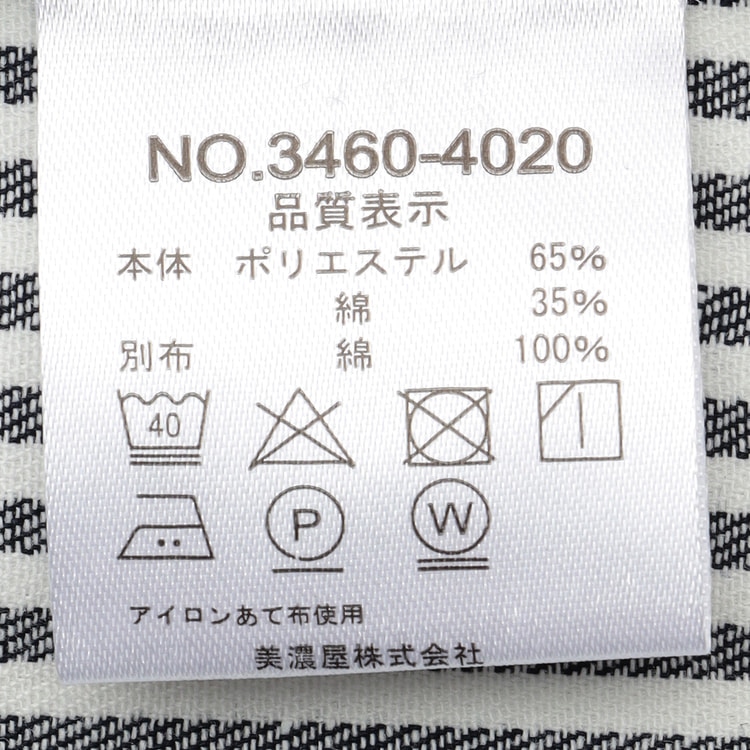 NO.3460-4020
品質表示
本体 ポリエステル 65%
綿 35%
別布 綿 100%
40
P W
アイロンあて布使用
美濃屋株式会社